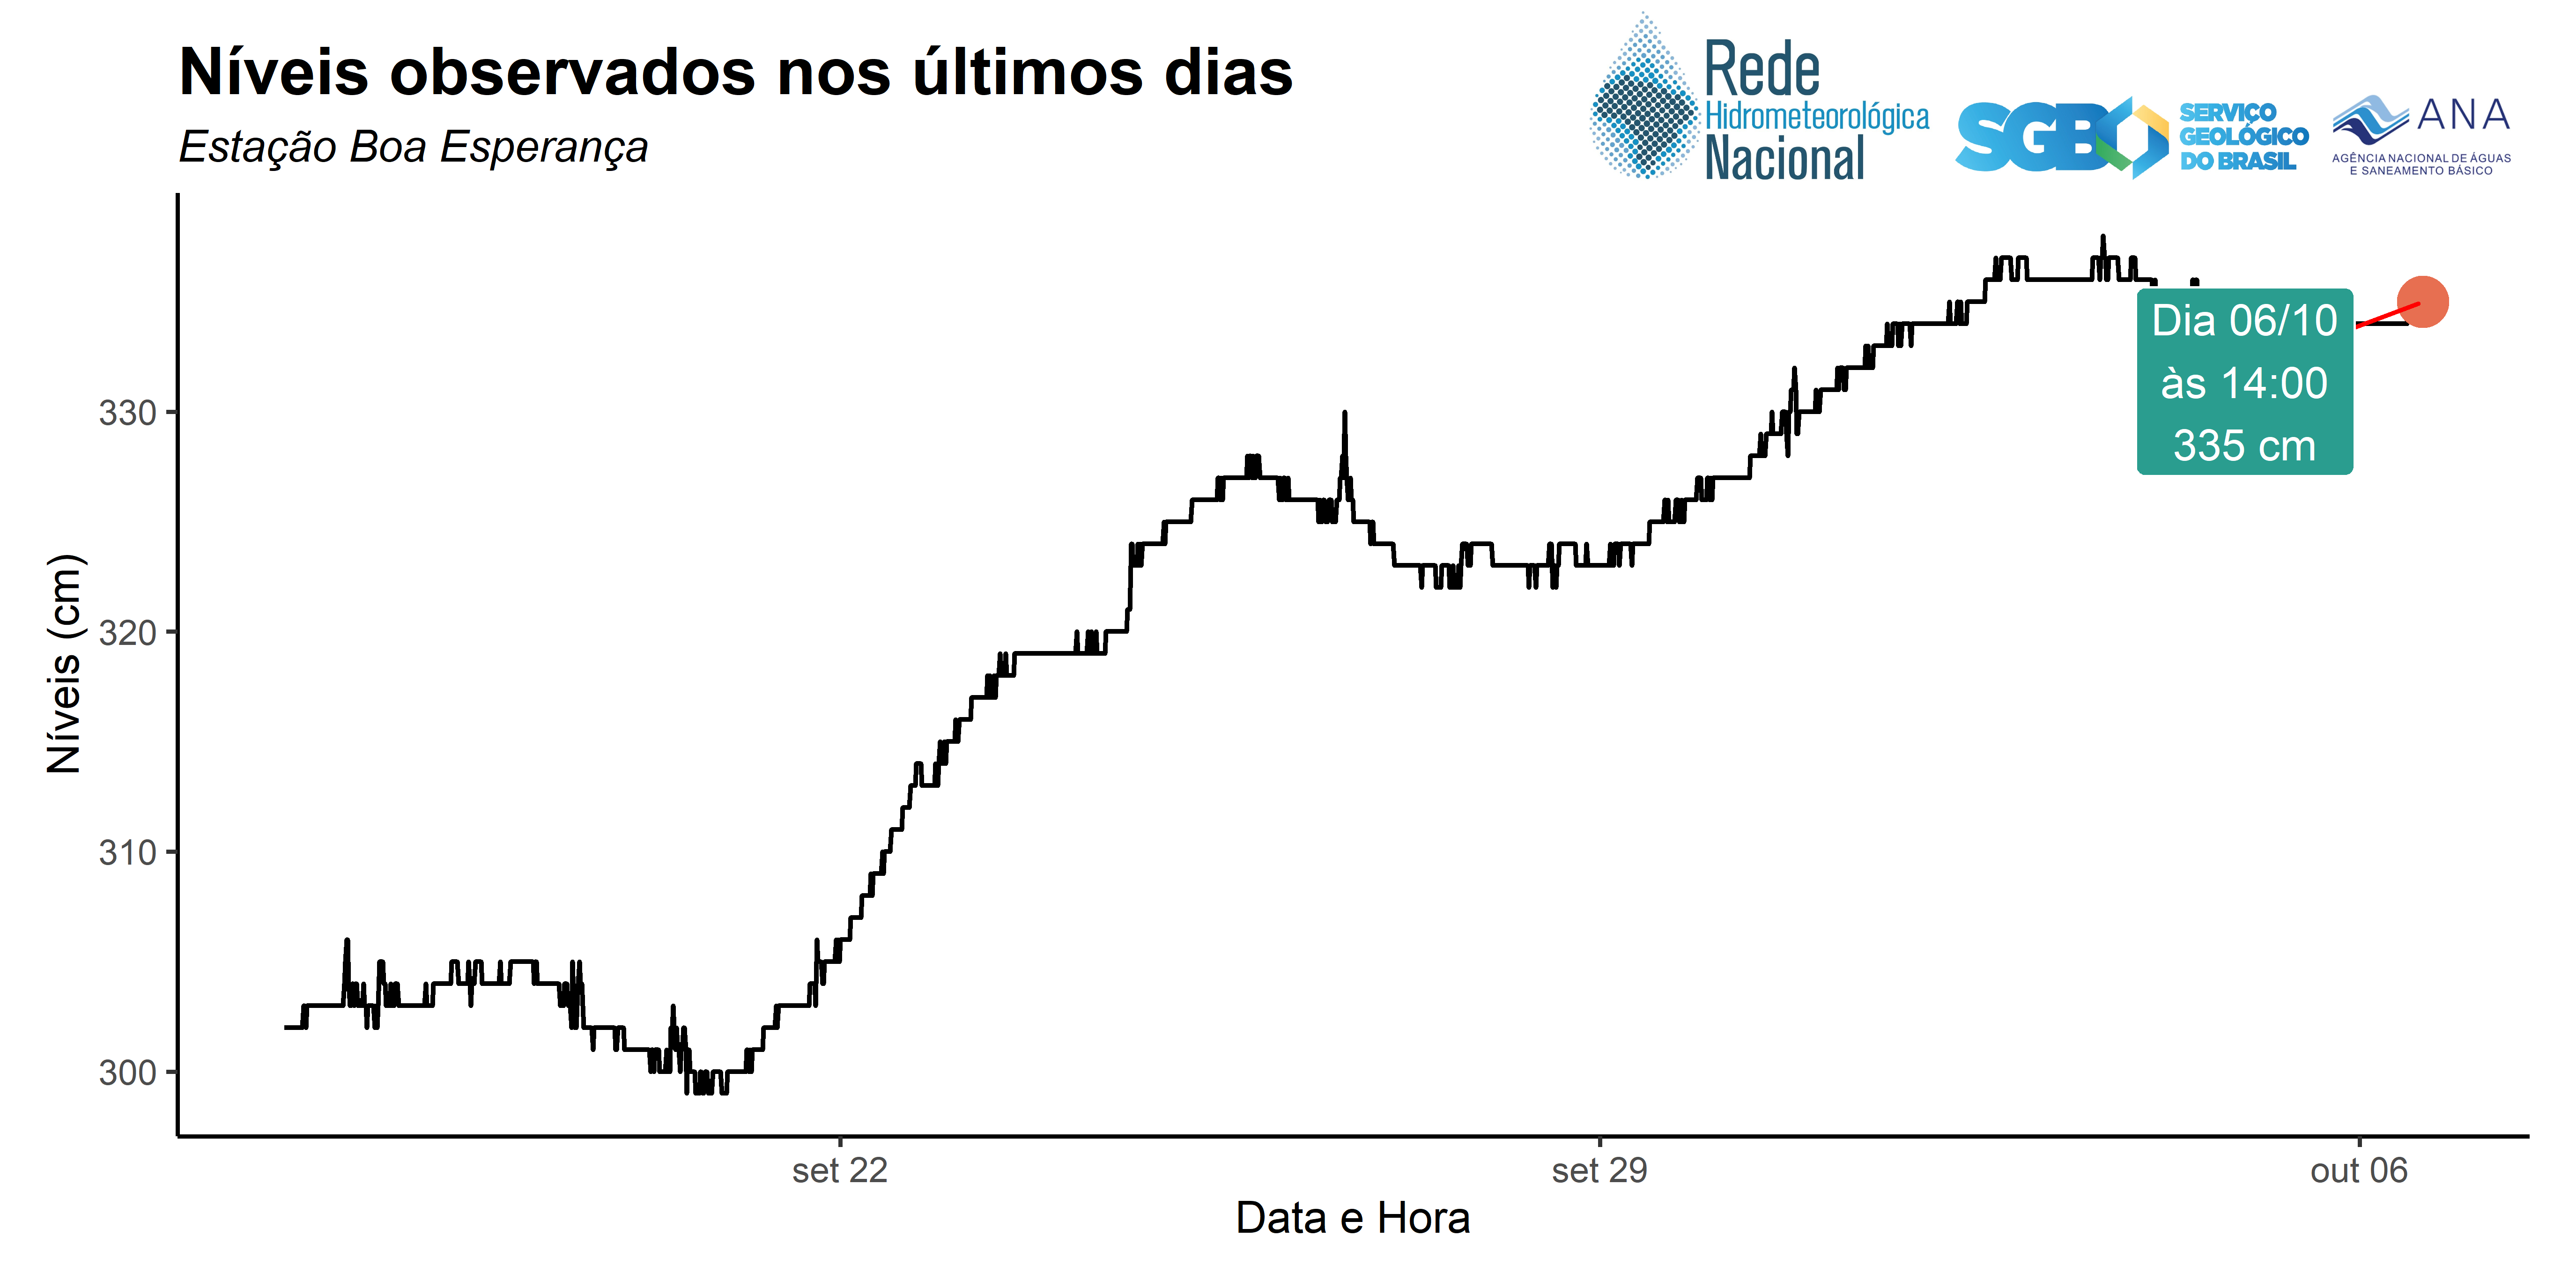 Níveis observados nos últimos dias
Estação Boa Esperança
Rede
Hidrometeorológica
Nacional
SGB
SERVIÇO
GEOLÓGICO
DO BRASIL
ANA
AGÊNCIA NACIONAL DE ÁGUAS
E SANEAMENTO BÁSICO
Níveis (cm)
330
320
310
300
Dia 06/10
às 14:00
335 cm
set 22
set 29
out 06
Data e Hora